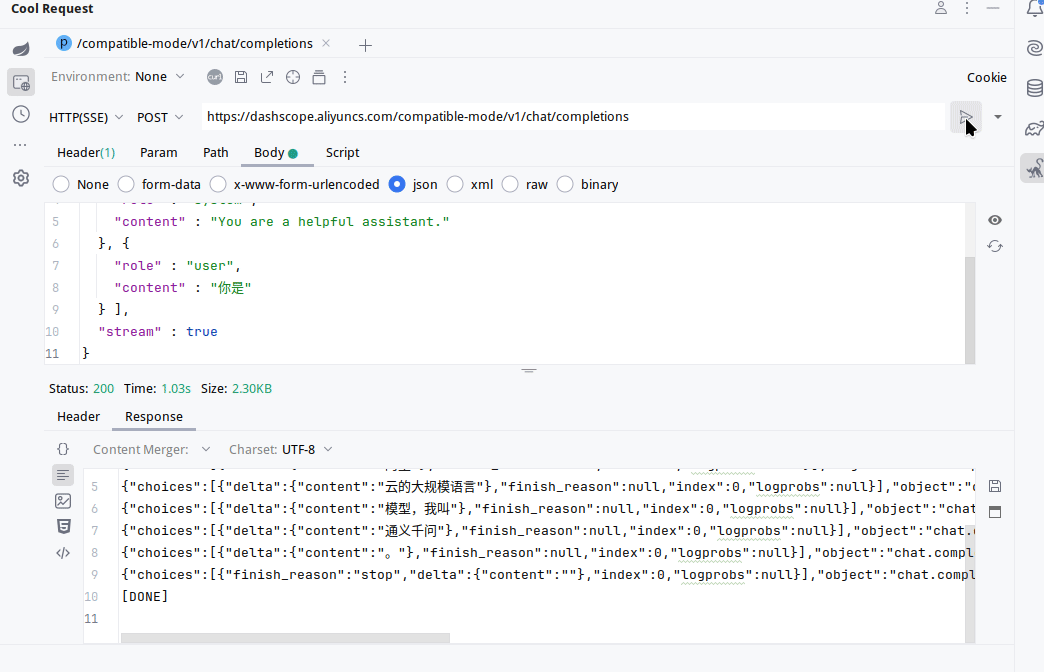 Cool Request
/compatible-mode/v1/chat/completions
Environment: None
curl
Cookie
HTTP(SSE) POST https://dashscope.aliyuncs.com/compatible-mode/v1/chat/completions
Header(1) Param Path Body Script
None form-data x-www-form-urlencoded json xml raw binary
5 "content" : "You are a helpful assistant."
6 }, {
7 "role" : "user",
8 "content" : "你是"
9 } ],
10 "stream" : true
11 }
Status: 200 Time: 1.03s Size: 2.30KB
Header Response
{} Content Merger: Charset: UTF-8
5 {"choices":[{"delta":{"content":"云的大规模语言"},"finish_reason":null,"index":0,"logprobs":null}],"object":"c
6 {"choices":[{"delta":{"content":"模型，我叫"},"finish_reason":null,"index":0,"logprobs":null}],"object":"chat
7 {"choices":[{"delta":{"content":"通义千问"},"finish_reason":null,"index":0,"logprobs":null}],"object":"chat.
8 {"choices":[{"delta":{"content":"。"},"finish_reason":null,"index":0,"logprobs":null}],"object":"chat.compl
9 {"choices":[{"finish_reason":"stop","delta":{"content":""},"index":0,"logprobs":null}],"object":"chat.compl
10 [DONE]
11